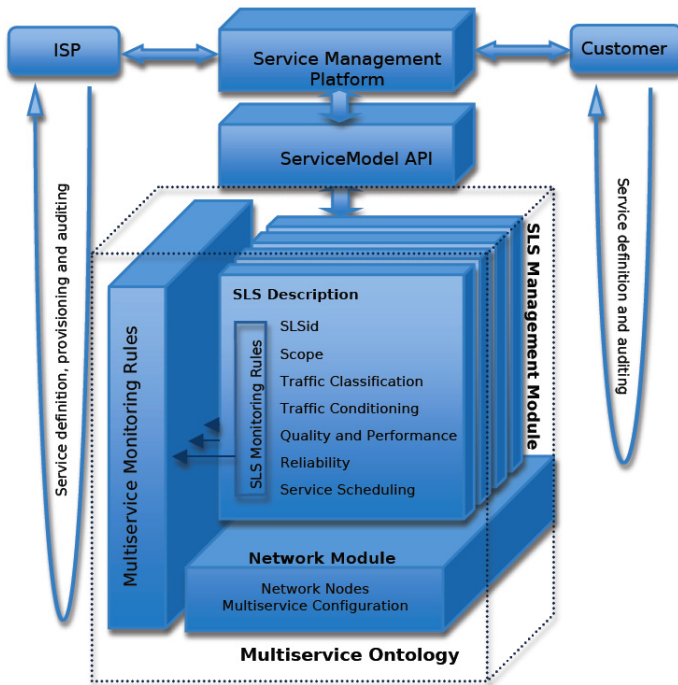 ISP
Service Management
Platform
Customer
ServiceModel API
Service definition, provisioning and auditing
Service definition and auditing
SLS Management Module
Multiservice Monitoring Rules
SLS Description
SLS Monitoring Rules
SLSid
Scope
Traffic Classification
Traffic Conditioning
Quality and Performance
Reliability
Service Scheduling
Network Module
Network Nodes
Multiservice Configuration
Multiservice Ontology